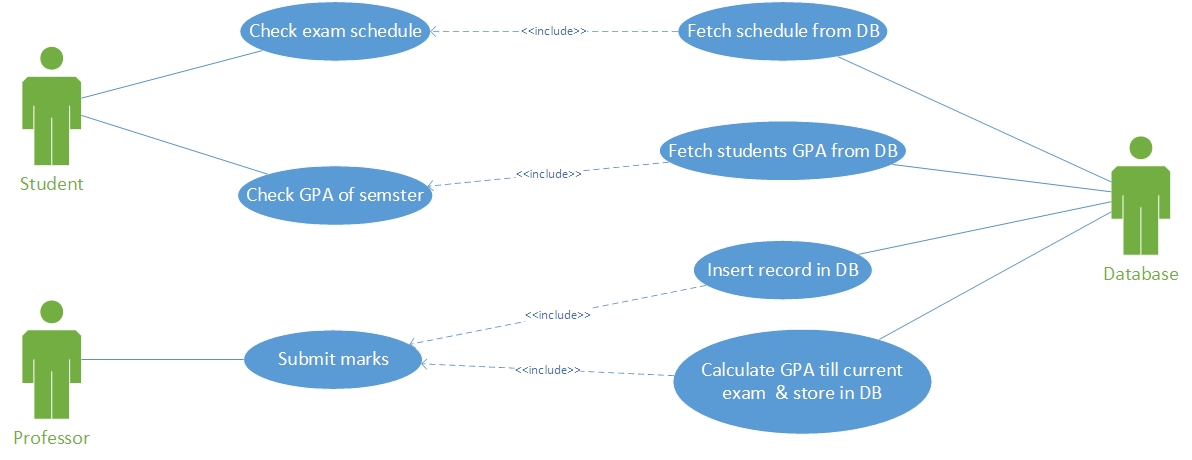 Check exam schedule
<<include>>
Fetch schedule from DB
Student
Check GPA of semster
<<include>>
Fetch students GPA from DB
Database
Insert record in DB
<<include>>
Submit marks
<<include>>
Calculate GPA till current
exam & store in DB
Professor